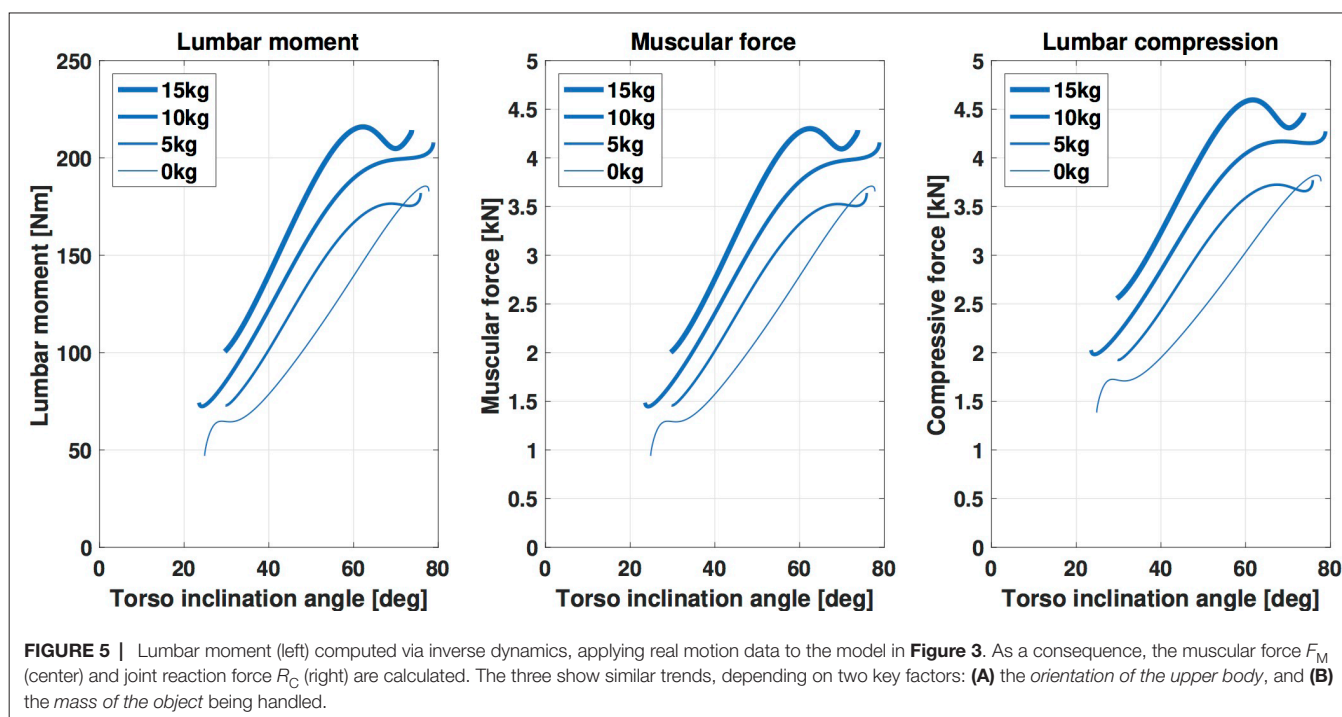 Lumbar moment
250
200
150
100
50
0
0
20
40
60
80
Lumbar moment [Nm]
Torso inclination angle [deg]
15kg
10kg
5kg
0kg
Muscular force
5
4.5
4
3.5
3
2.5
2
1.5
1
0.5
0
0
20
40
60
80
Muscular force [kN]
Torso inclination angle [deg]
15kg
10kg
5kg
0kg
Lumbar compression
5
4.5
4
3.5
3
2.5
2
1.5
1
0.5
0
0
20
40
60
80
Compressive force [kN]
Torso inclination angle [deg]
15kg
10kg
5kg
0kg
FIGURE 5 | Lumbar moment (left) computed via inverse dynamics, applying real motion data to the model in Figure 3. As a consequence, the muscular force FM
(center) and joint reaction force RC (right) are calculated. The three show similar trends, depending on two key factors: (A) the orientation of the upper body, and (B)
the mass of the object being handled.